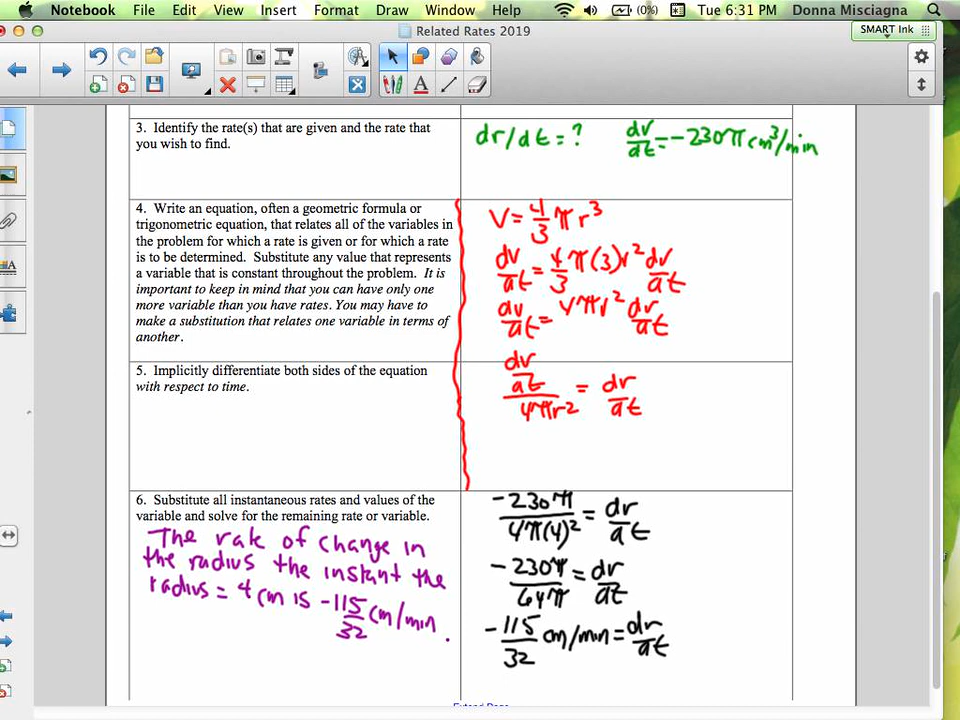 Notebook File Edit View Insert Format Draw Window Help (0%) Tue 6:31 PM Donna Misciagna
Related Rates 2019
SMART Ink
3. Identify the rate(s) that are given and the rate that
you wish to find.
dr/dt = ? dv/dt = -230π cm³/min
4. Write an equation, often a geometric formula or
trigonometric equation, that relates all of the variables in
the problem for which a rate is given or for which a rate
is to be determined. Substitute any value that represents
a variable that is constant throughout the problem. It is
important to keep in mind that you can have only one
more variable than you have rates. You may have to
make a substitution that relates one variable in terms of
another.
V = 4/3 π r³
dv/dt = 4/3 π(3)r² dr/dt
dv/dt = 4πr² dr/dt
5. Implicitly differentiate both sides of the equation
with respect to time.
dv/dt / 4πr² = dr/dt
6. Substitute all instantaneous rates and values of the
variable and solve for the remaining rate or variable.
The rate of change in
the radius the instant the
radius = 4 cm is -115/32 cm/min.
-230π / 4π(4)² = dr/dt
-230π / 64π = dr/dt
-115/32 cm/min = dr/dt
Extend Page